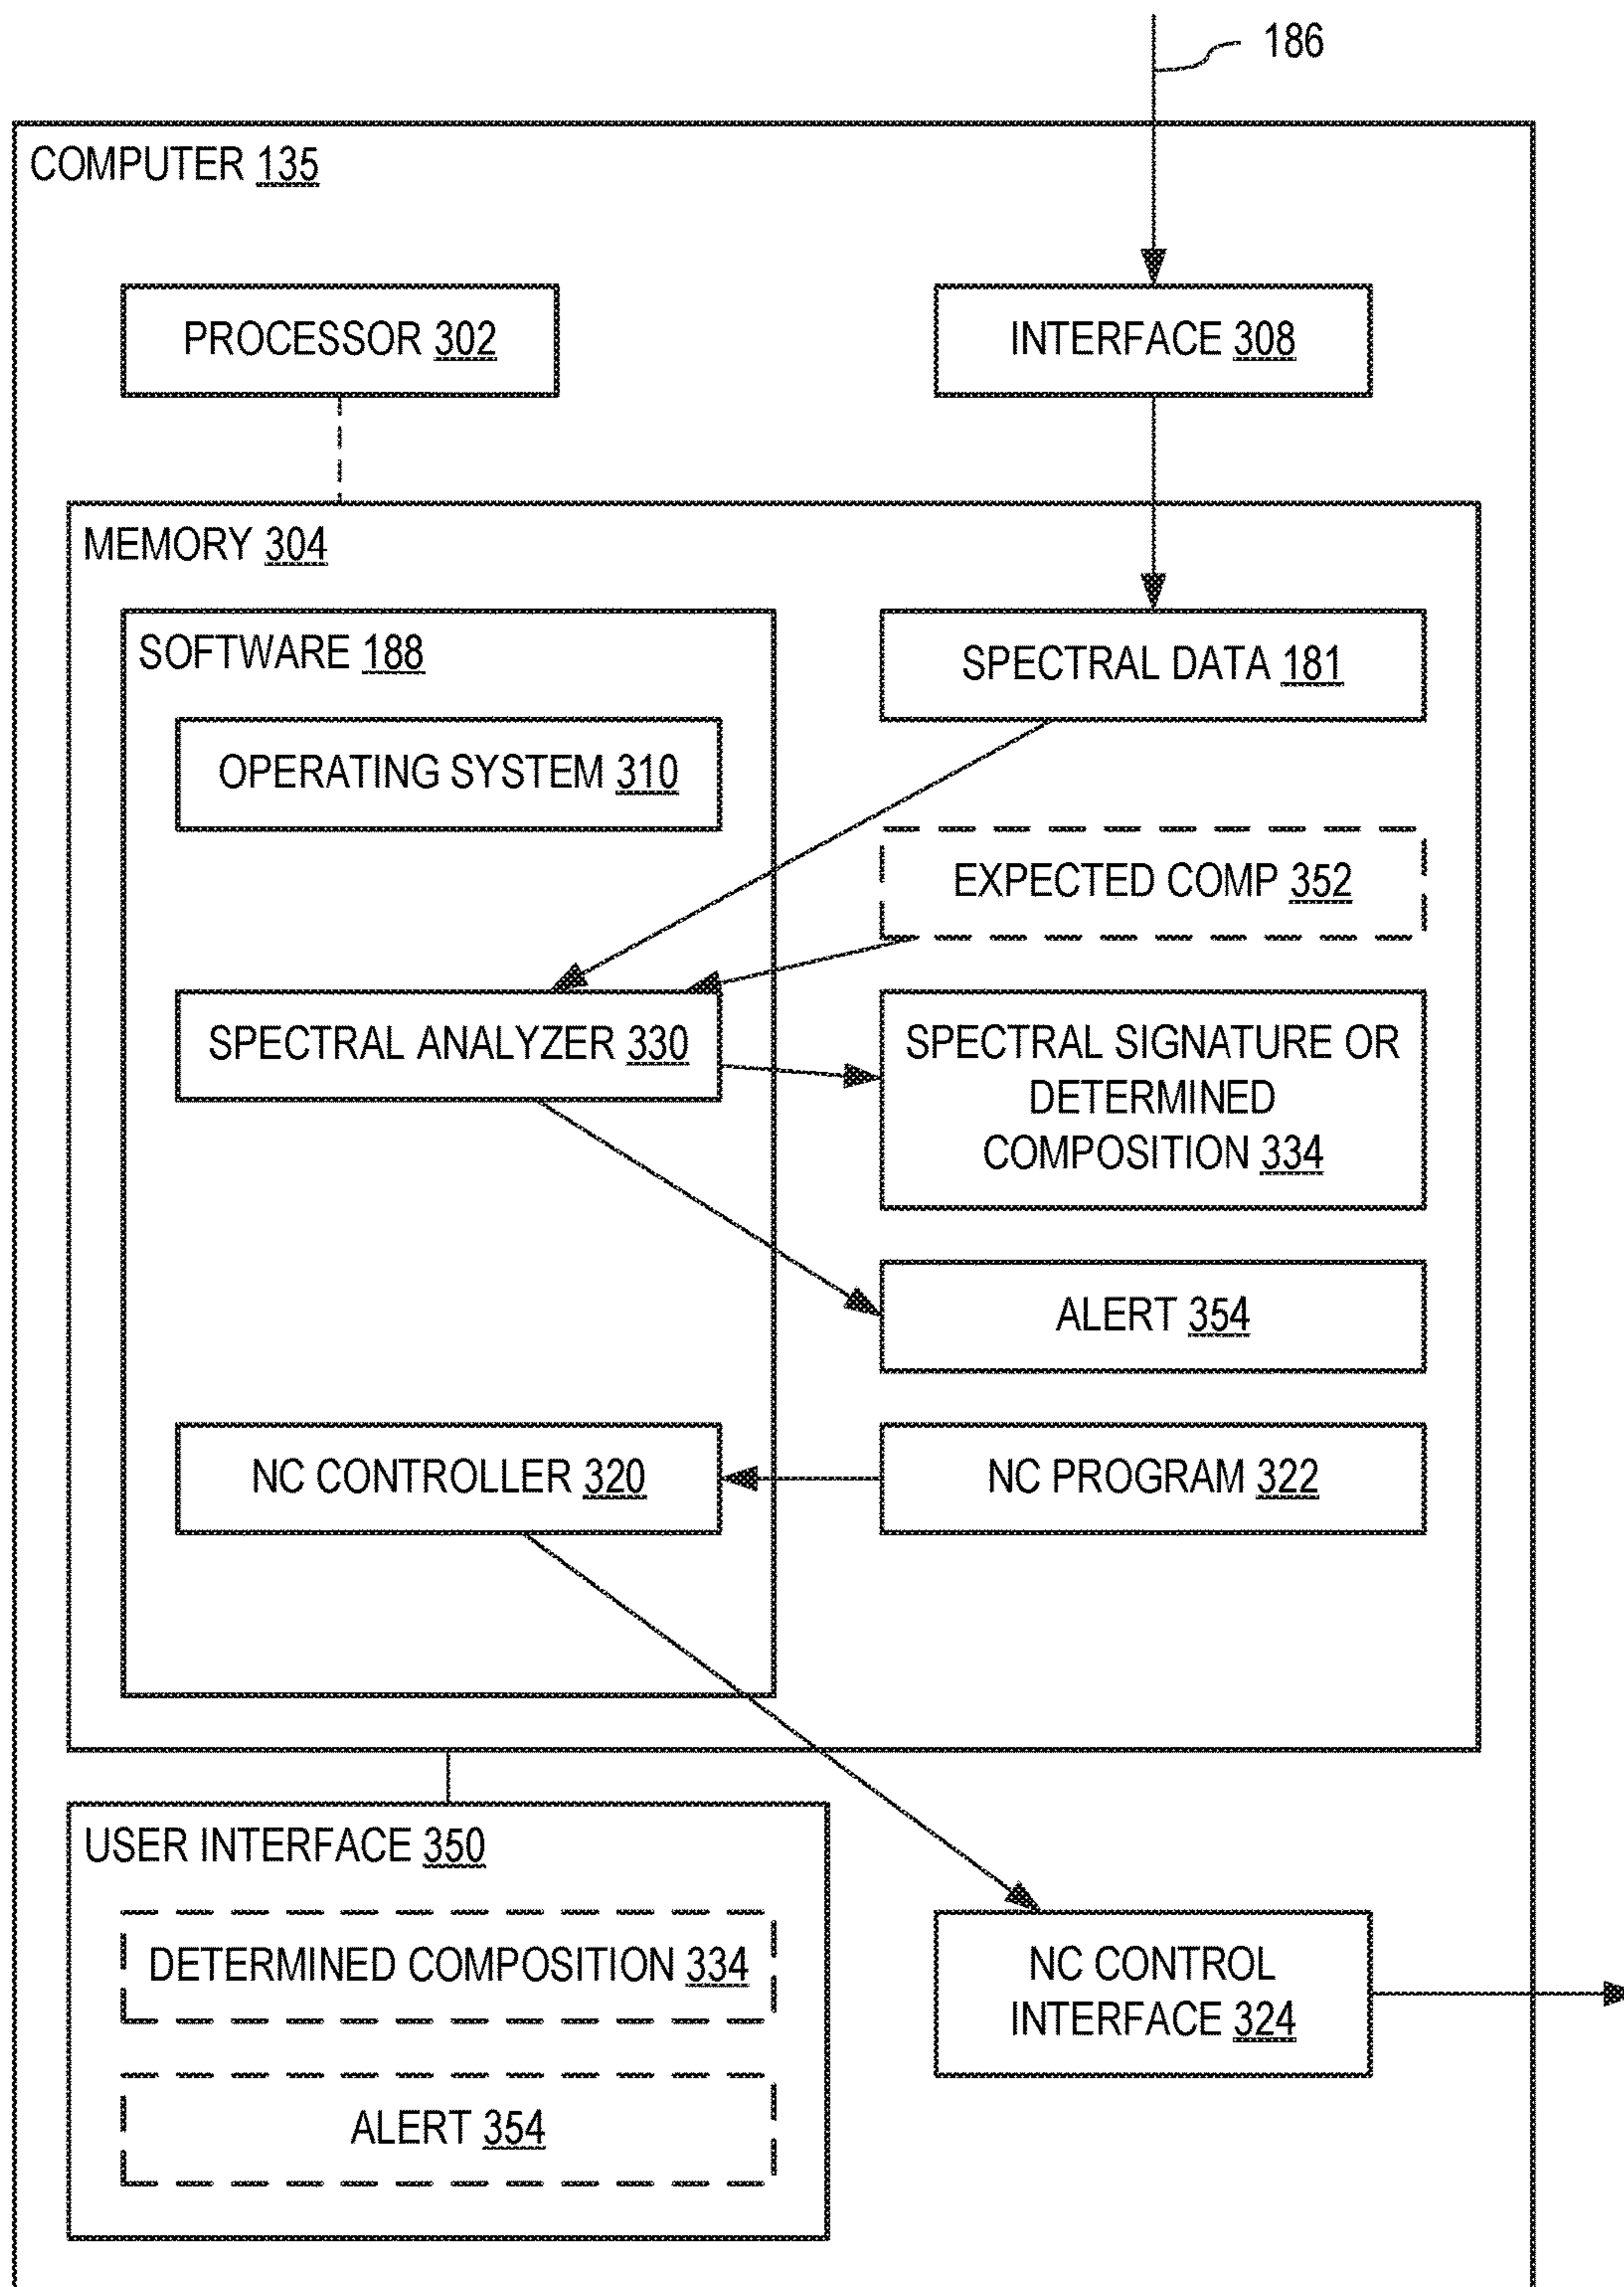 186
COMPUTER 135
PROCESSOR 302
INTERFACE 308
MEMORY 304
SOFTWARE 188
SPECTRAL DATA 181
OPERATING SYSTEM 310
EXPECTED COMP 352
SPECTRAL ANALYZER 330
SPECTRAL SIGNATURE OR
DETERMINED
COMPOSITION 334
ALERT 354
NC CONTROLLER 320
NC PROGRAM 322
USER INTERFACE 350
DETERMINED COMPOSITION 334
ALERT 354
NC CONTROL
INTERFACE 324